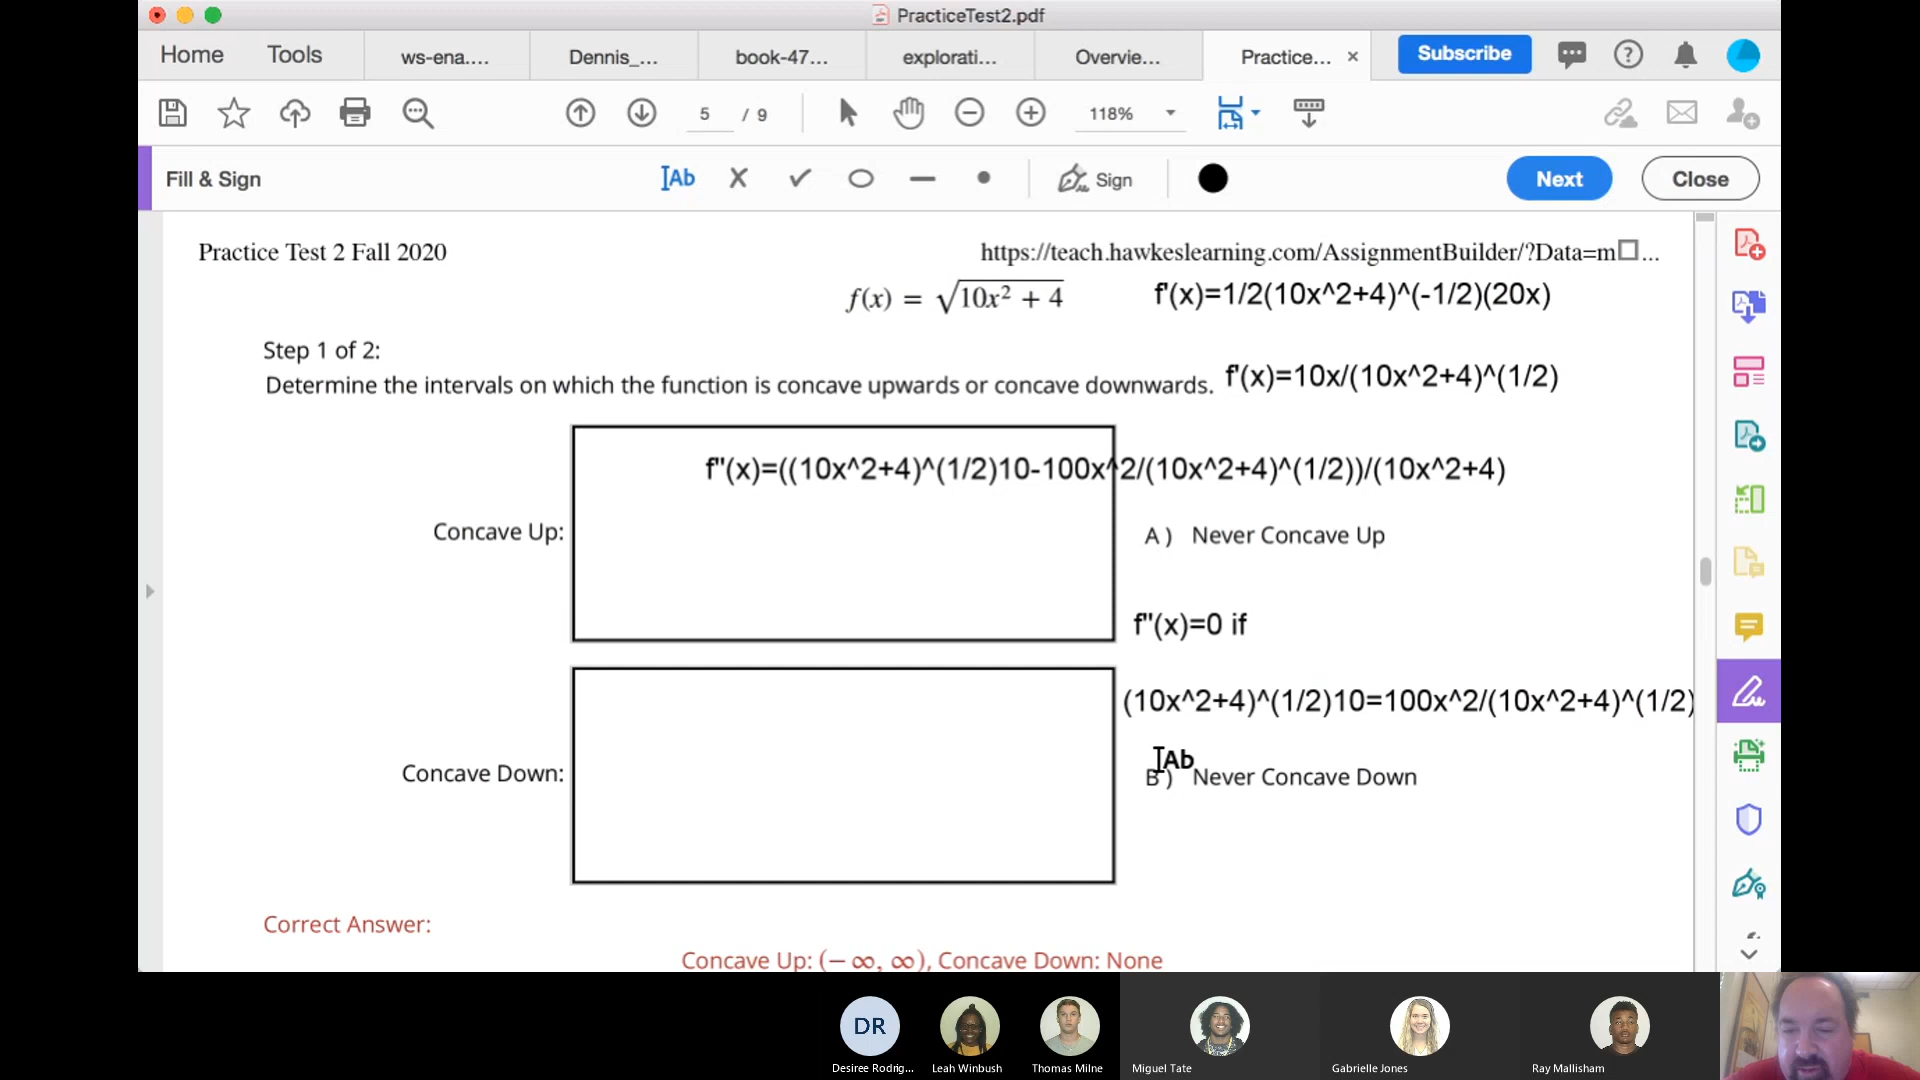 PracticeTest2.pdf
Home Tools ws-ena.... Dennis_... book-47... explorati... Overvie... Practice... × Subscribe
5 / 9 118%
Fill & Sign Ab Sign Next Close
Practice Test 2 Fall 2020 https://teach.hawkeslearning.com/AssignmentBuilder/?Data=m☐...
f(x) = √10x² + 4 f'(x)=1/2(10x^2+4)^(-1/2)(20x)
Step 1 of 2:
Determine the intervals on which the function is concave upwards or concave downwards. f'(x)=10x/(10x^2+4)^(1/2)
f"(x)=((10x^2+4)^(1/2)10-100x^2/(10x^2+4)^(1/2))/(10x^2+4)
Concave Up: A ) Never Concave Up
f"(x)=0 if
(10x^2+4)^(1/2)10=100x^2/(10x^2+4)^(1/2)
Ab
Concave Down: B ) Never Concave Down
Correct Answer:
Concave Up: (− ∞, ∞), Concave Down: None
DR
Desiree Rodrig... Leah Winbush Thomas Milne Miguel Tate Gabrielle Jones Ray Mallisham